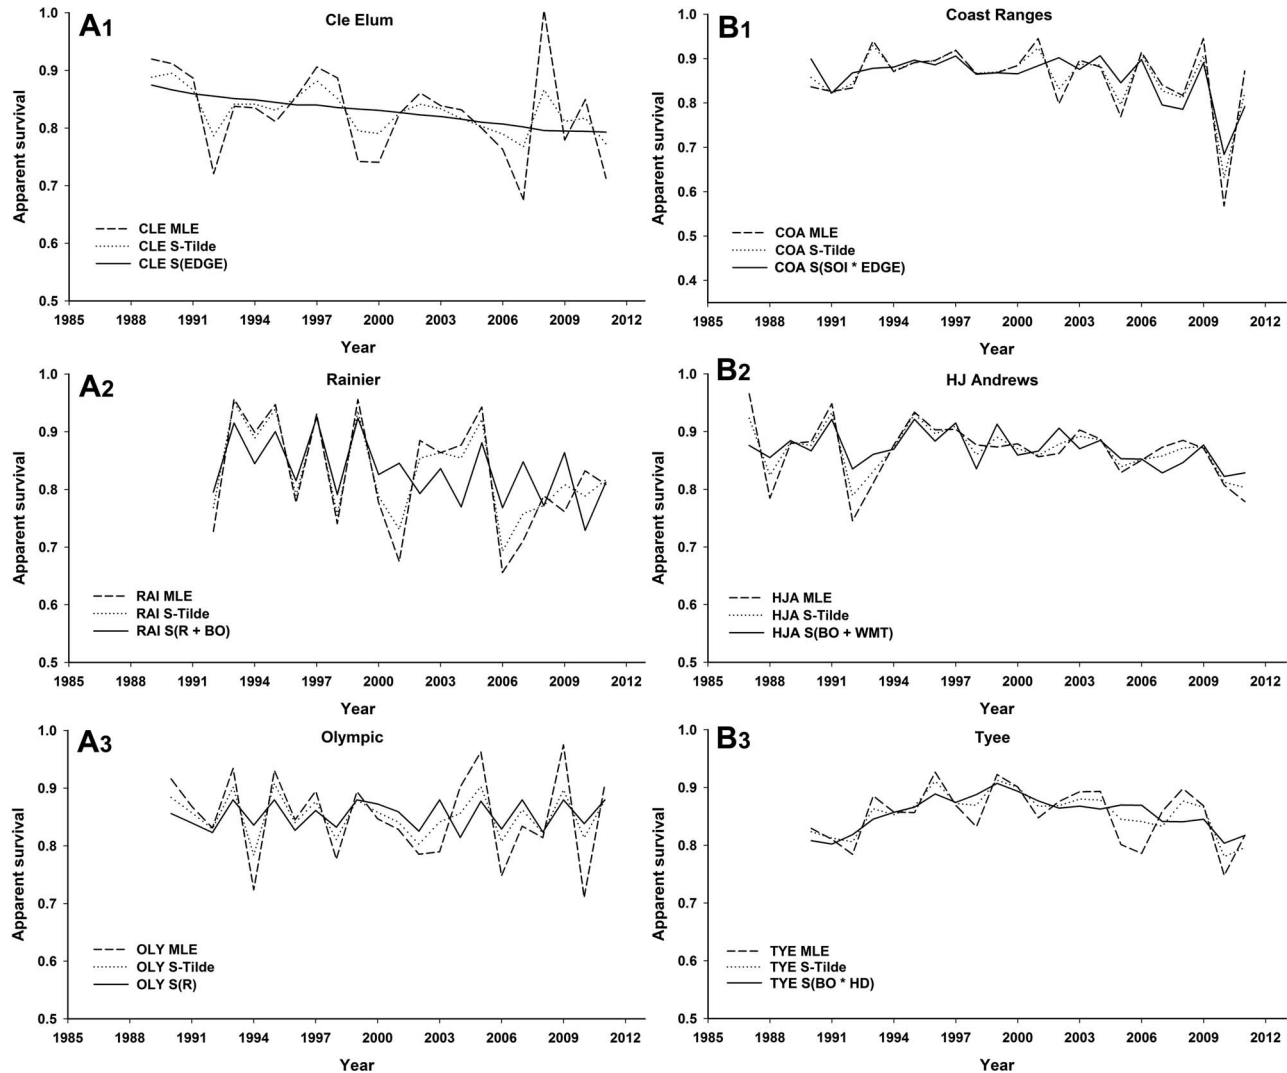 A1
Cle Elum
Apparent survival
1.0
0.9
0.8
0.7
0.6
0.5
CLE MLE
CLE S-Tilde
CLE S(EDGE)
1985 1988 1991 1994 1997 2000 2003 2006 2009 2012
Year
B1
Coast Ranges
Apparent survival
1.0
0.9
0.8
0.7
0.6
0.5
0.4
COA MLE
COA S-Tilde
COA S(SOI * EDGE)
1985 1988 1991 1994 1997 2000 2003 2006 2009 2012
Year
A2
Rainier
Apparent survival
1.0
0.9
0.8
0.7
0.6
0.5
RAI MLE
RAI S-Tilde
RAI S(R + BO)
1985 1988 1991 1994 1997 2000 2003 2006 2009 2012
Year
B2
HJ Andrews
Apparent survival
1.0
0.9
0.8
0.7
0.6
0.5
HJA MLE
HJA S-Tilde
HJA S(BO + WMT)
1985 1988 1991 1994 1997 2000 2003 2006 2009 2012
Year
A3
Olympic
Apparent survival
1.0
0.9
0.8
0.7
0.6
0.5
OLY MLE
OLY S-Tilde
OLY S(R)
1985 1988 1991 1994 1997 2000 2003 2006 2009 2012
Year
B3
Tyee
Apparent survival
1.0
0.9
0.8
0.7
0.6
0.5
TYE MLE
TYE S-Tilde
TYE S(BO * HD)
1985 1988 1991 1994 1997 2000 2003 2006 2009 2012
Year